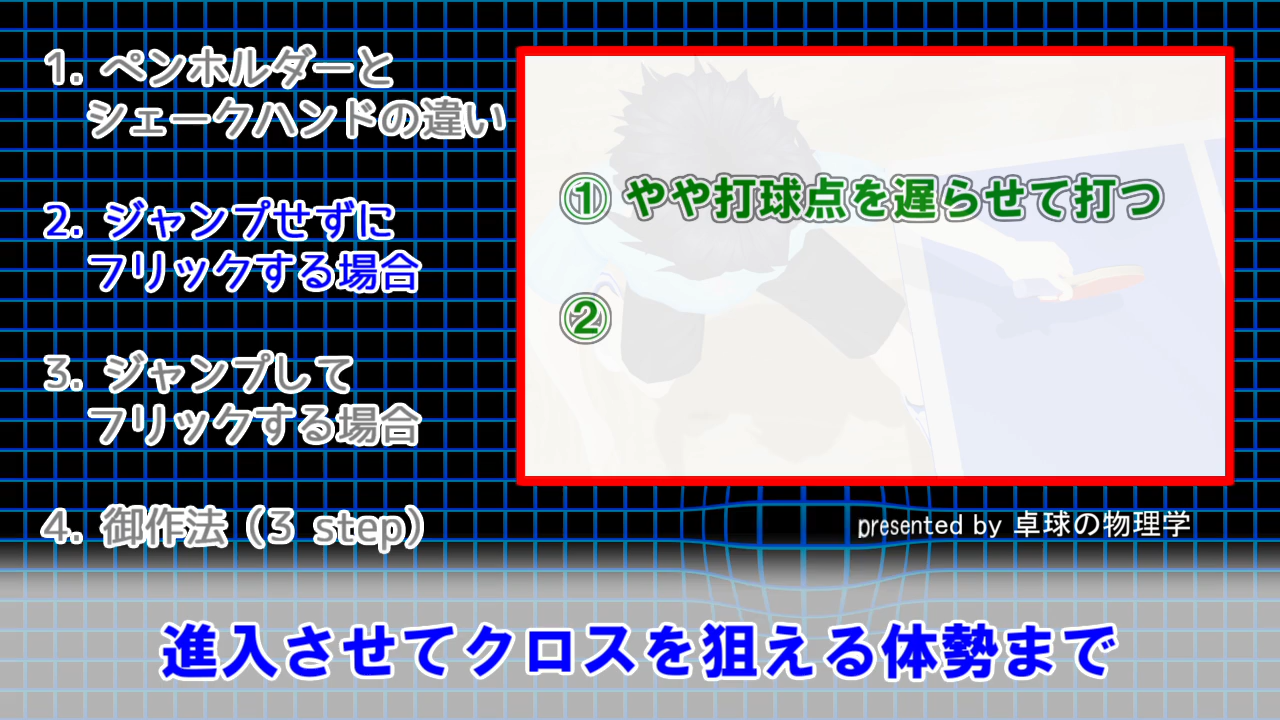 1. ペンホルダーと
シェークハンドの違い
2. ジャンプせずに
フリックする場合
3. ジャンプして
フリックする場合
4. 御作法（3 step）
① やや打球点を遅らせて打つ
②
presented by 卓球の物理学
進入させてクロスを狙える体勢まで